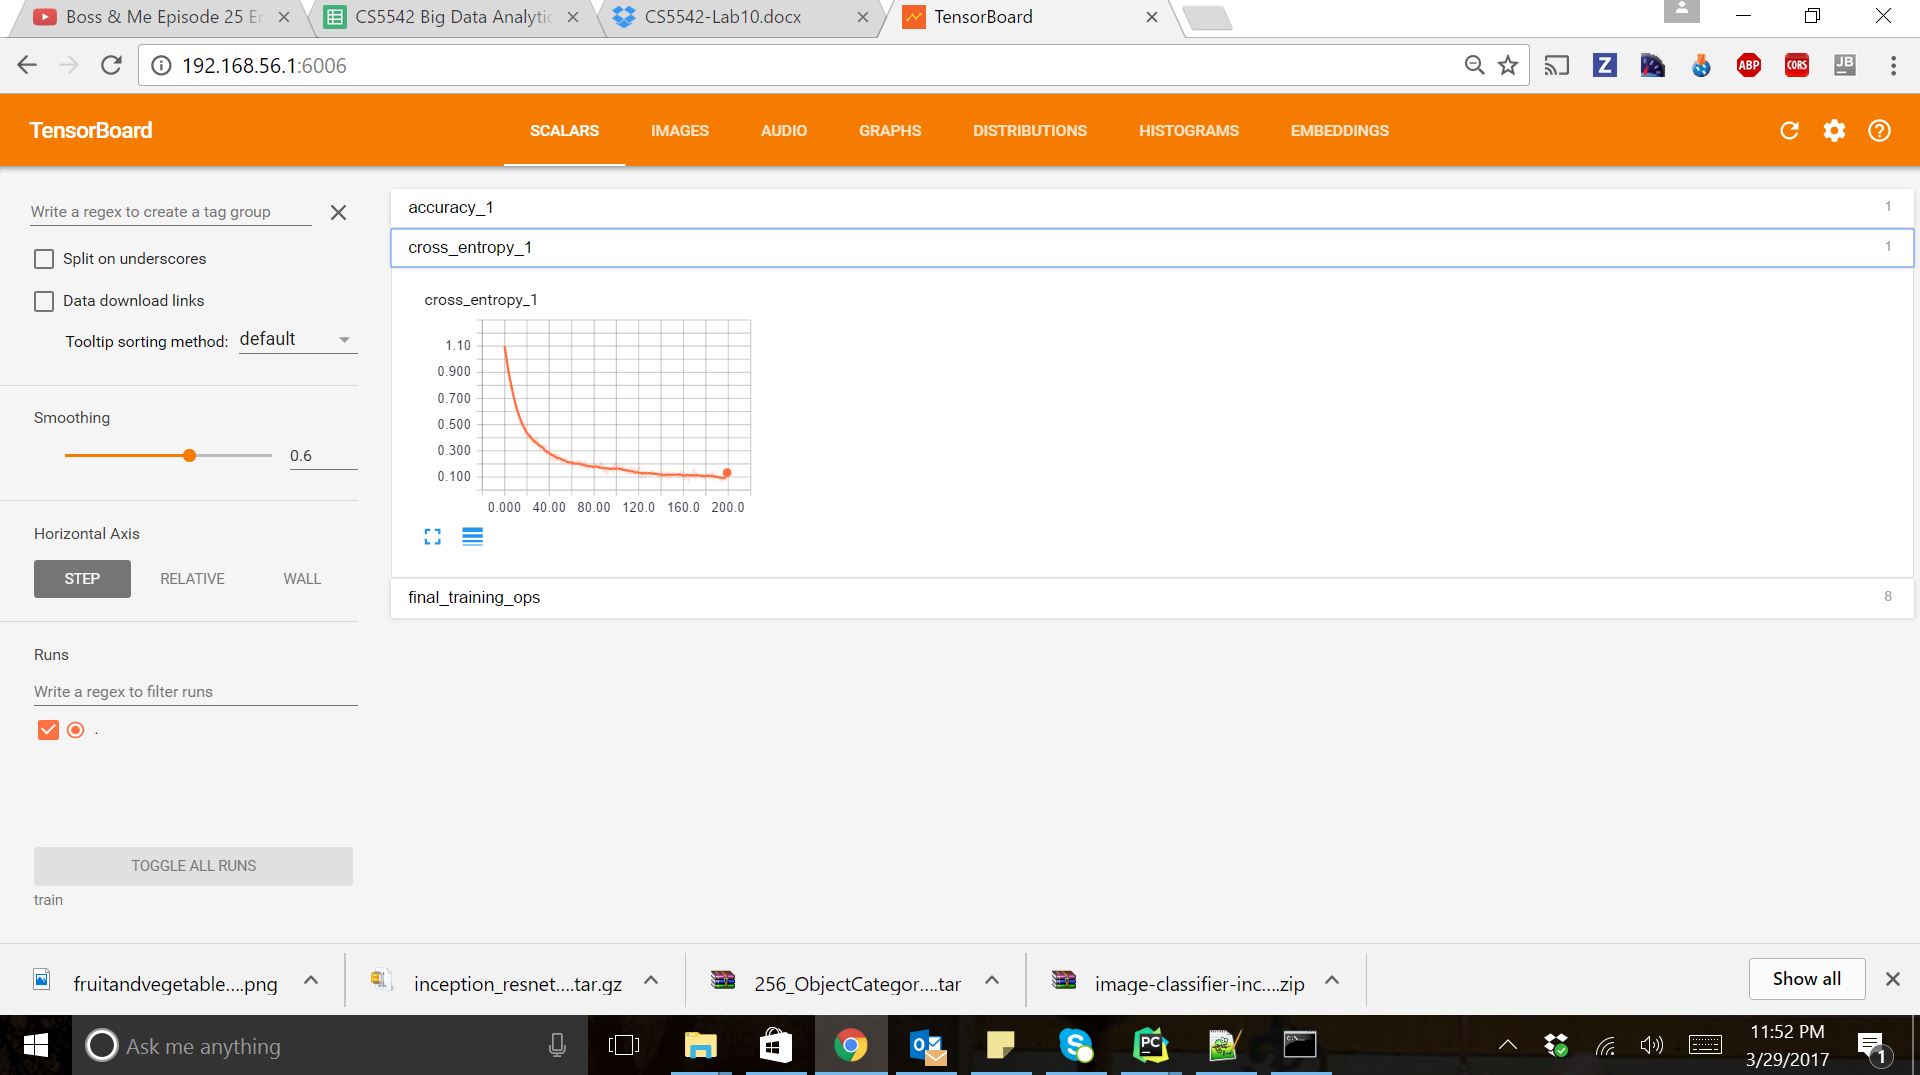 Boss & Me Episode 25 E
CS5542 Big Data Analytic
CS5542-Lab10.docx
TensorBoard
192.168.56.1:6006
Z
ABP
CORS
JB
TensorBoard
SCALARS
IMAGES
AUDIO
GRAPHS
DISTRIBUTIONS
HISTOGRAMS
EMBEDDINGS
Write a regex to create a tag group
Split on underscores
Data download links
Tooltip sorting method: default
Smoothing
0.6
Horizontal Axis
STEP
RELATIVE
WALL
Runs
Write a regex to filter runs
.
TOGGLE ALL RUNS
train
accuracy_1
1
cross_entropy_1
1
cross_entropy_1
1.10
0.900
0.700
0.500
0.300
0.100
0.000 40.00 80.00 120.0 160.0 200.0
final_training_ops
8
fruitandvegetable....png
inception_resnet....tar.gz
256_ObjectCategor....tar
image-classifier-inc....zip
Show all
Ask me anything
11:52 PM
3/29/2017
1